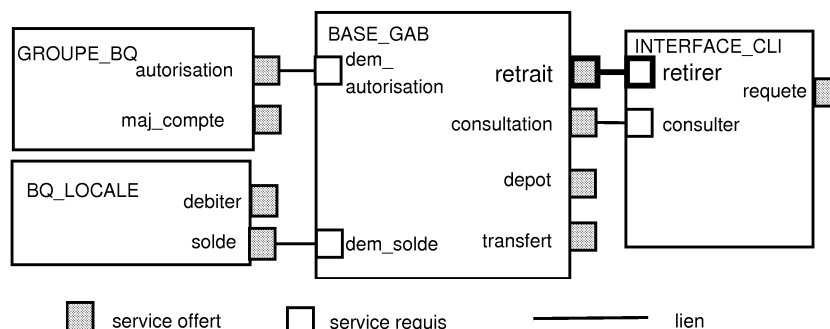 GROUPE_BQ
autorisation
maj_compte
BQ_LOCALE
debiter
solde
BASE_GAB
dem_
autorisation
retrait
consultation
depot
transfert
dem_solde
INTERFACE_CLI
retirer
requete
consulter
service offert
service requis
lien